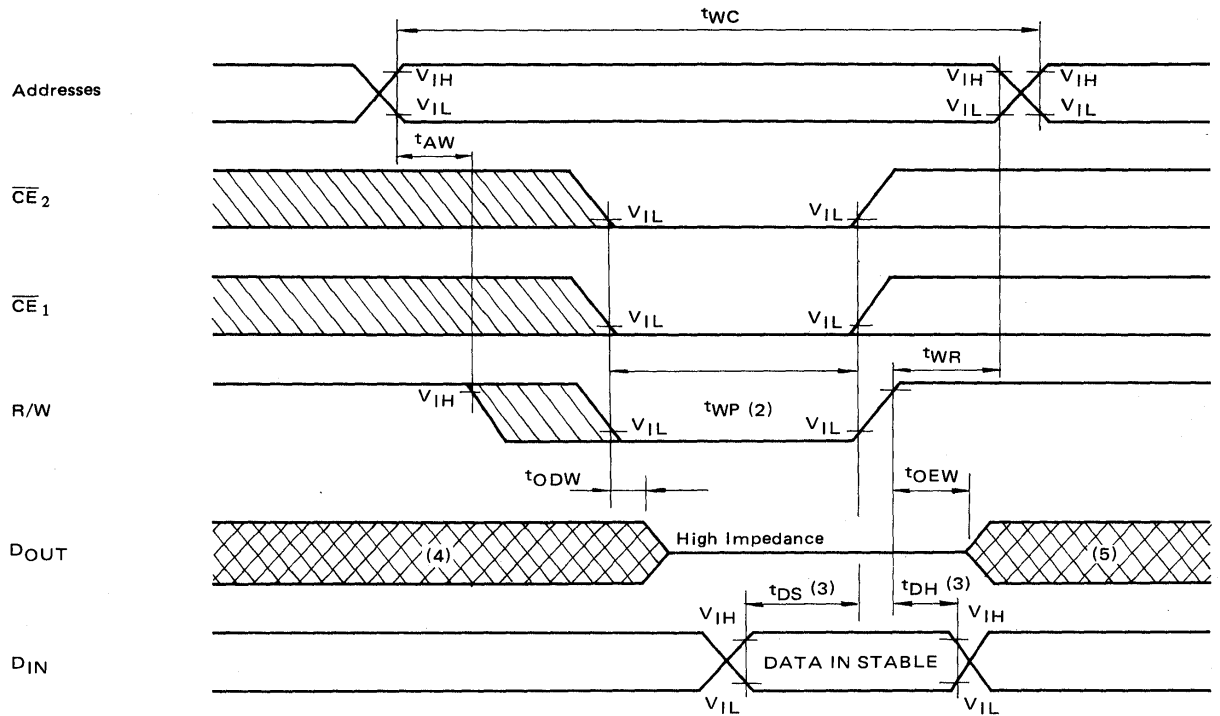 tWC
Addresses
VIH
VIL
VIH
VIL
VIH
VIL
tAW
CE2
VIL
VIL
CE1
VIL
VIL
tWR
R/W
VIH
VIL
tWP (2)
VIL
tODW
tOEW
DOUT
(4)
High Impedance
(5)
tDS (3)
tDH (3)
VIH
VIH
DIN
DATA IN STABLE
VIL
VIL